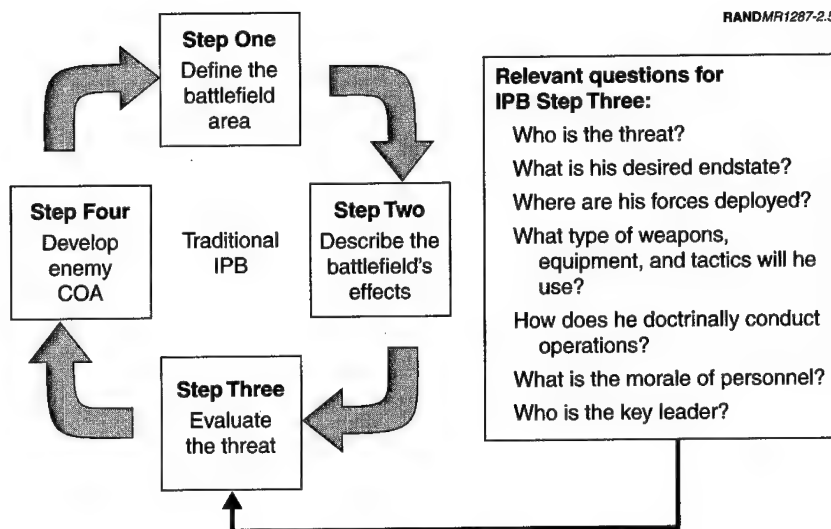 RANDMR1287-2.5
Step One
Define the
battlefield
area
Step Two
Describe the
battlefield's
effects
Step Three
Evaluate
the threat
Step Four
Develop
enemy
COA
Traditional
IPB
Relevant questions for
IPB Step Three:
Who is the threat?
What is his desired endstate?
Where are his forces deployed?
What type of weapons,
equipment, and tactics will he
use?
How does he doctrinally conduct
operations?
What is the morale of personnel?
Who is the key leader?